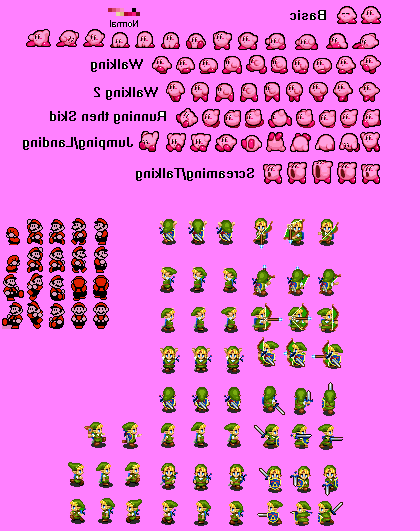 Basic
Normal
Walking
Walking 2
Running then Skid
Jumping/Landing
Screaming/Talking